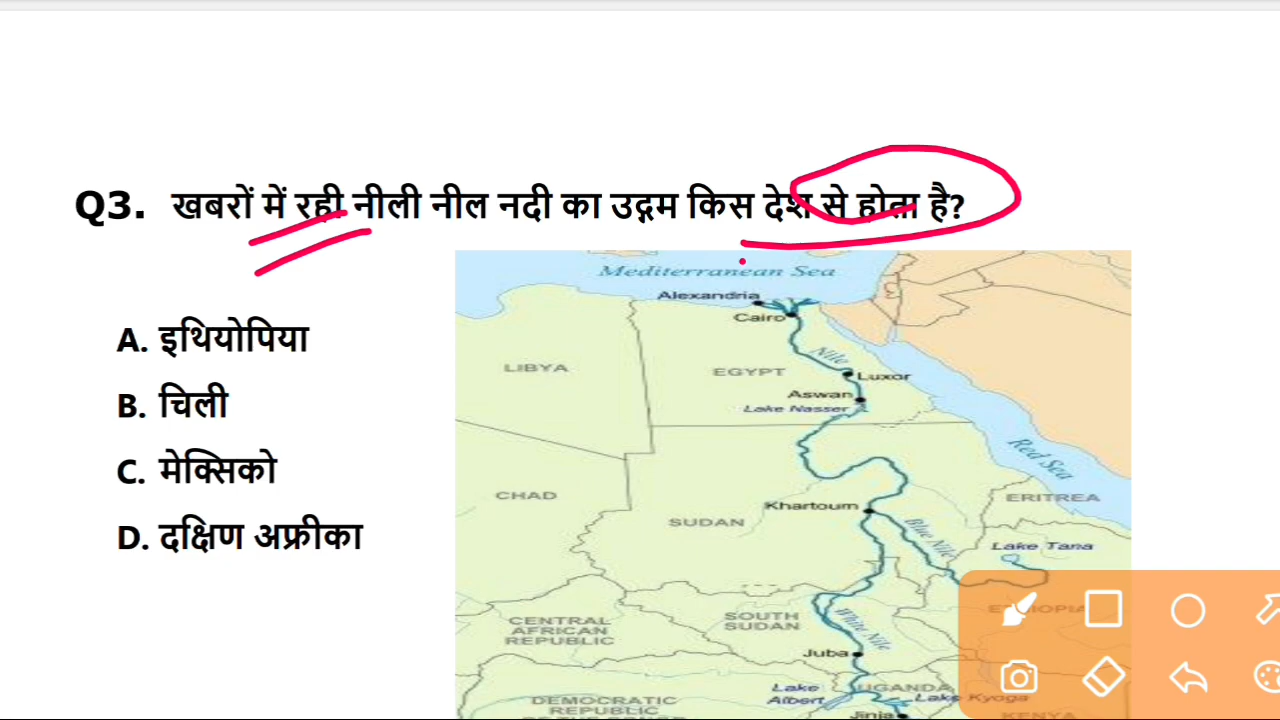 Q3. खबरों में रही नीली नील नदी का उद्गम किस देश से होता है?
A. इथियोपिया
B. चिली
C. मेक्सिको
D. दक्षिण अफ्रीका
Mediterranean Sea
Alexandria
Cairo
Nile
LIBYA
EGYPT
Luxor
Aswan
Lake Nasser
Red Sea
CHAD
Khartoum
ERITREA
SUDAN
Blue Nile
Lake Tana
ETHIOPIA
CENTRAL
AFRICAN
REPUBLIC
SOUTH
SUDAN
White Nile
Juba
Lake
Albert
UGANDA
Lake Kyoga
DEMOCRATIC
REPUBLIC
Jinja
KENYA